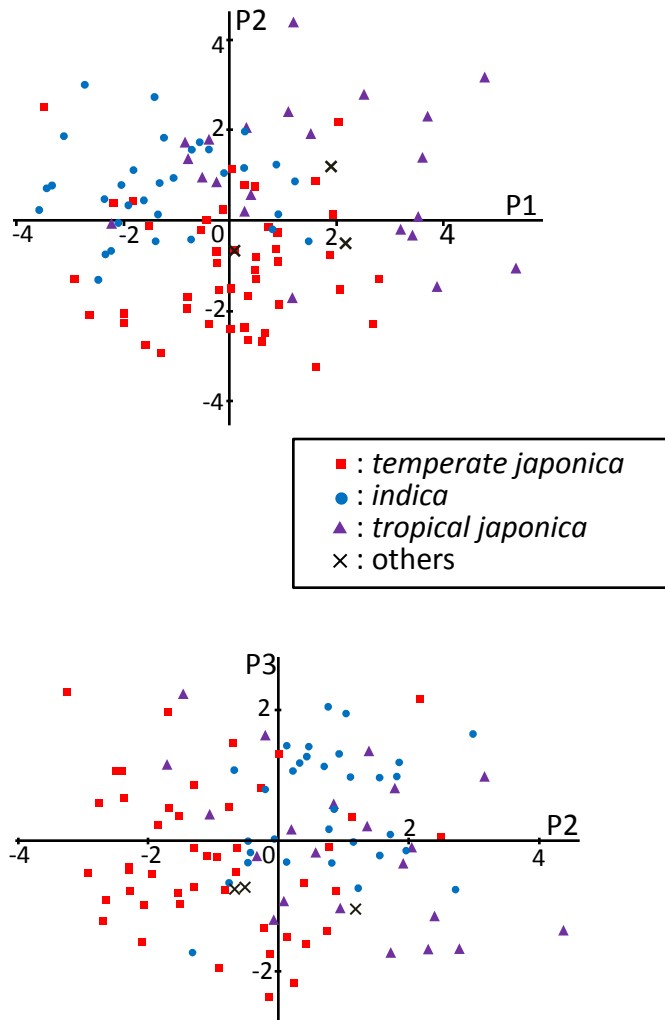 P2
4
2
-4
-2
0
2
4
P1
-2
-4
■ : temperate japonica
● : indica
▲ : tropical japonica
× : others
P3
2
-4
-2
0
2
4
P2
-2